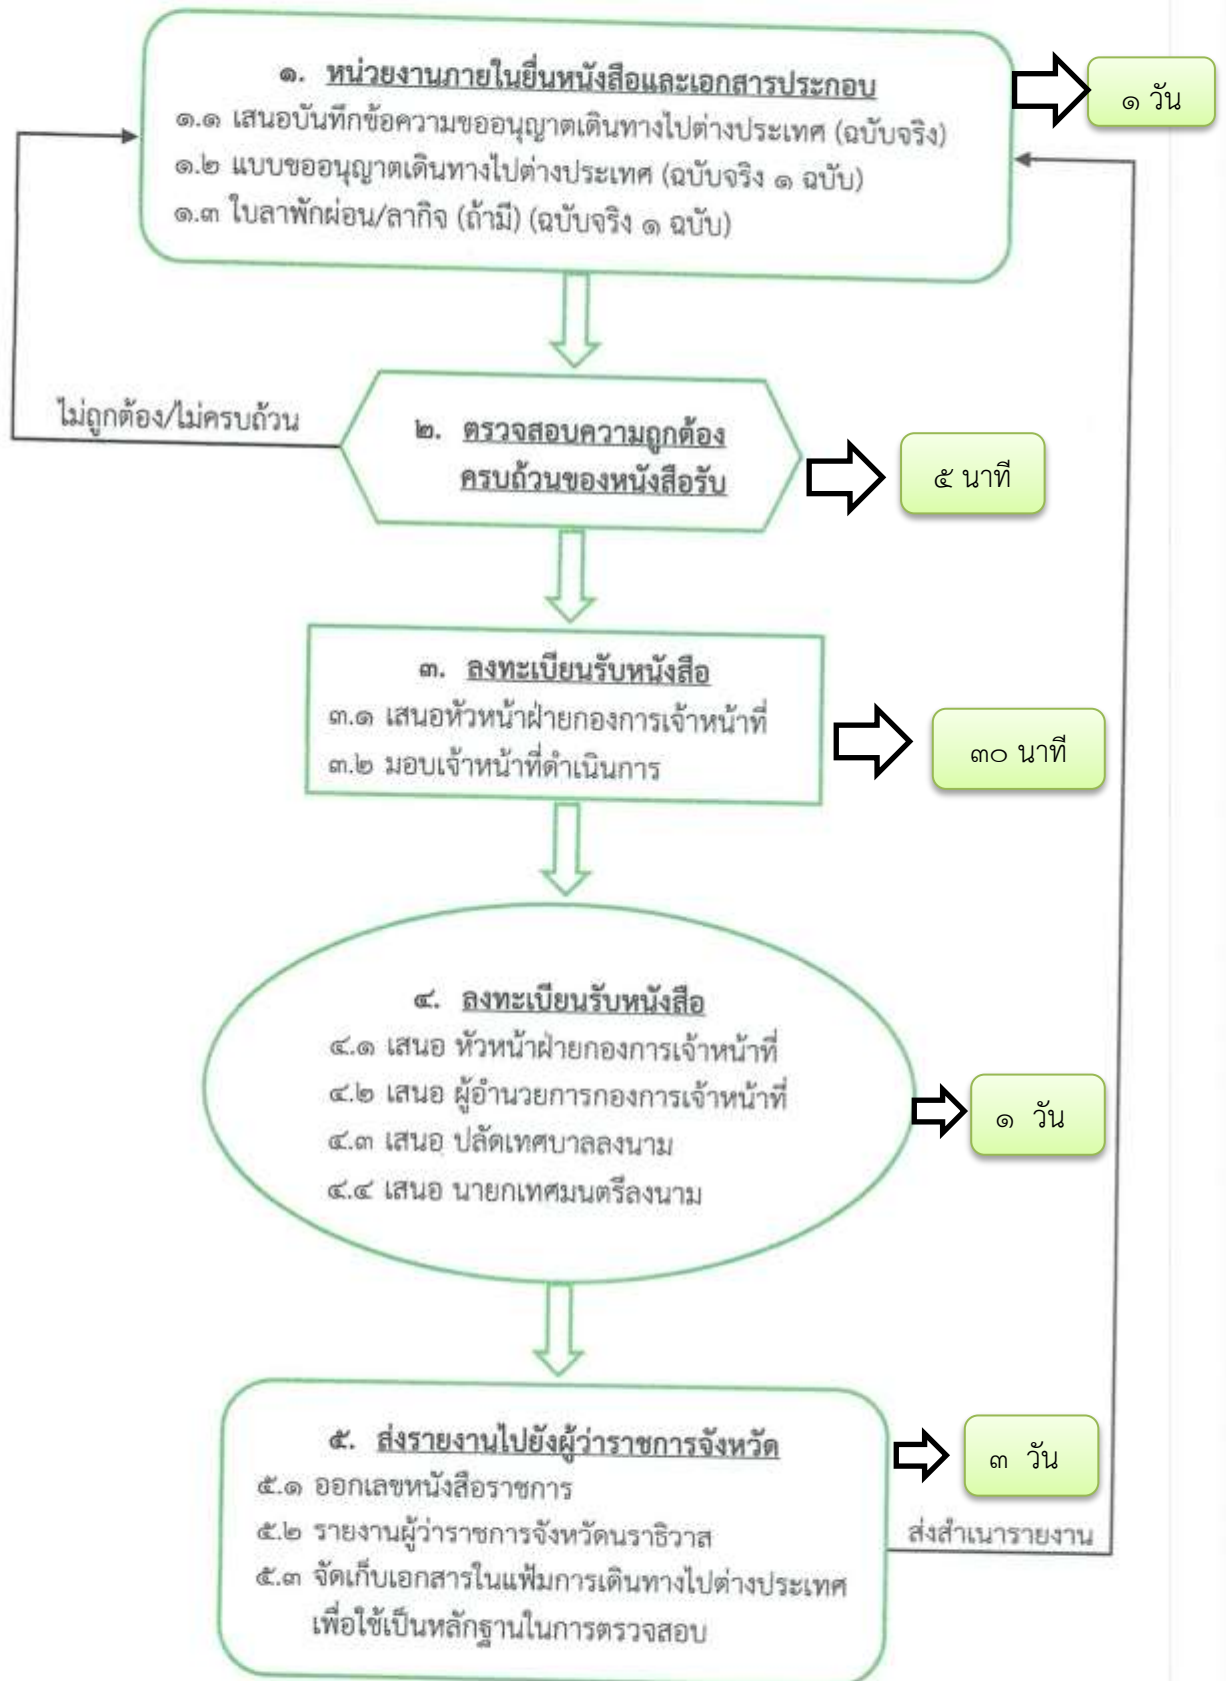 ๑. หน่วยงานภายในยื่นหนังสือและเอกสารประกอบ
๑ วัน
๑.๑ เสนอบันทึกข้อความขออนุญาตเดินทางไปต่างประเทศ (ฉบับจริง)
๑.๒ แบบขออนุญาตเดินทางไปต่างประเทศ (ฉบับจริง ๑ ฉบับ)
๑.๓ ใบลาพักผ่อน/ลากิจ (ถ้ามี) (ฉบับจริง ๑ ฉบับ)
ไม่ถูกต้อง/ไม่ครบถ้วน
๒. ตรวจสอบความถูกต้อง
ครบถ้วนของหนังสือรับ
๕ นาที
๓. ลงทะเบียนรับหนังสือ
๓.๑ เสนอหัวหน้าฝ่ายกองการเจ้าหน้าที่
๓.๒ มอบเจ้าหน้าที่ดำเนินการ
๓๐ นาที
๔. ลงทะเบียนรับหนังสือ
๔.๑ เสนอ หัวหน้าฝ่ายกองการเจ้าหน้าที่
๔.๒ เสนอ ผู้อำนวยการกองการเจ้าหน้าที่
๔.๓ เสนอ ปลัดเทศบาลลงนาม
๔.๔ เสนอ นายกเทศมนตรีลงนาม
๑ วัน
๕. ส่งรายงานไปยังผู้ว่าราชการจังหวัด
๓ วัน
๕.๑ ออกเลขหนังสือราชการ
๕.๒ รายงานผู้ว่าราชการจังหวัดนราธิวาส
ส่งสำเนารายงาน
๕.๓ จัดเก็บเอกสารในแฟ้มการเดินทางไปต่างประเทศ
เพื่อใช้เป็นหลักฐานในการตรวจสอบ